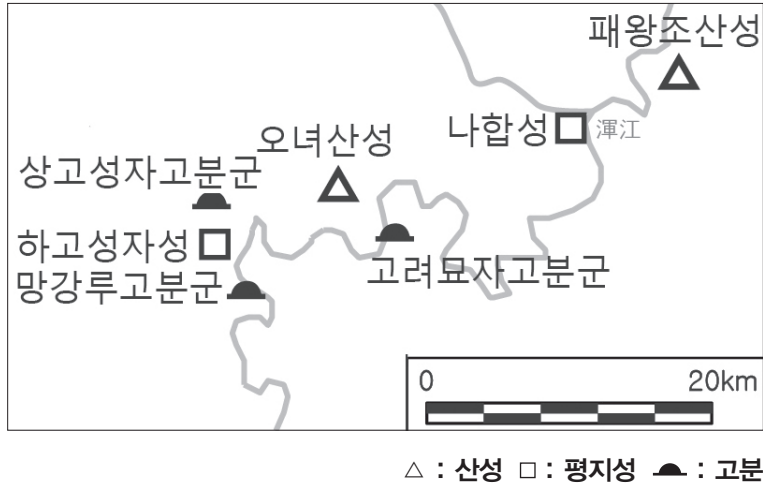 패왕조산성
나합성
渾江
오녀산성
상고성자고분군
하고성자성
고려묘자고분군
망강루고분군
0 20km
△ : 산성 □ : 평지성 : 고분